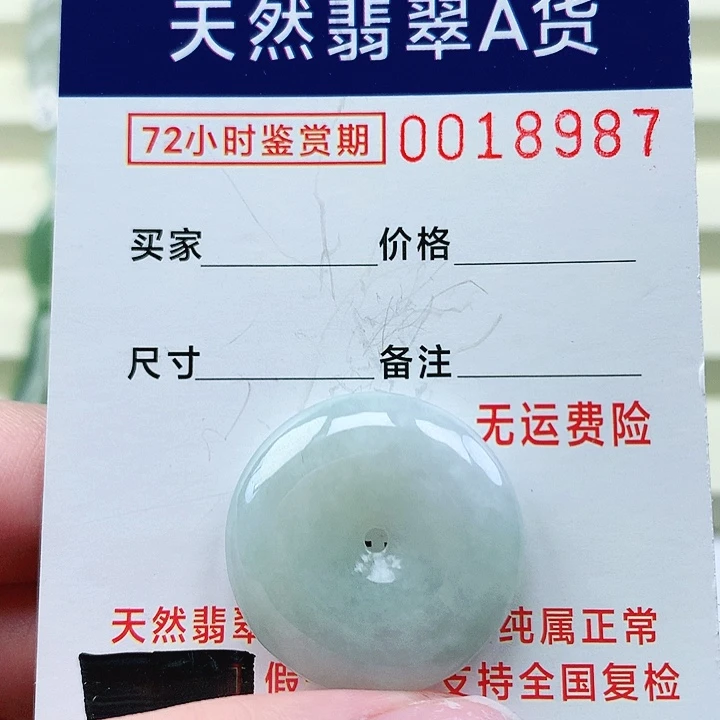 天然翡翠A货
72小时鉴赏期 0018987
买家 价格
尺寸 备注
无运费险
天然翡翠 纯属正常
假 支持全国复检